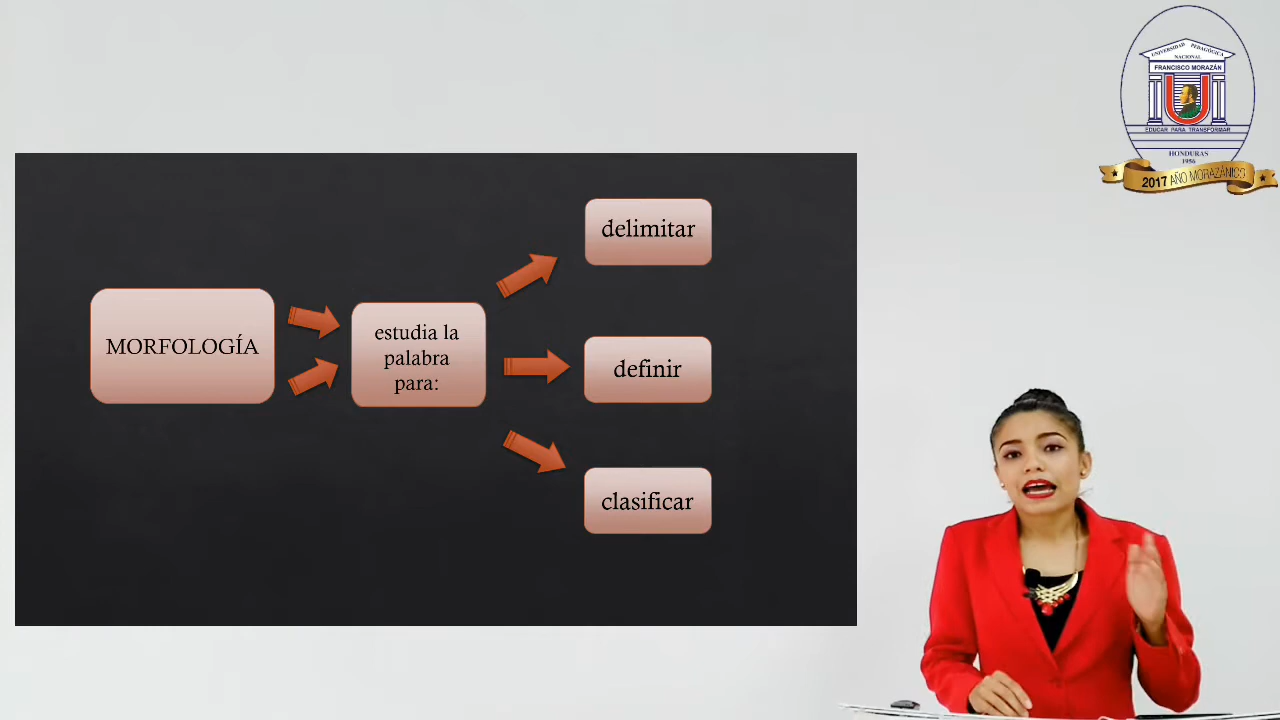 MORFOLOGÍA
estudia la
palabra
para:
delimitar
definir
clasificar
UNIVERSIDAD PEDAGÓGICA
NACIONAL
FRANCISCO MORAZÁN
EDUCAR PARA TRANSFORMAR
HONDURAS
1956
2017 AÑO MORAZÁNICO